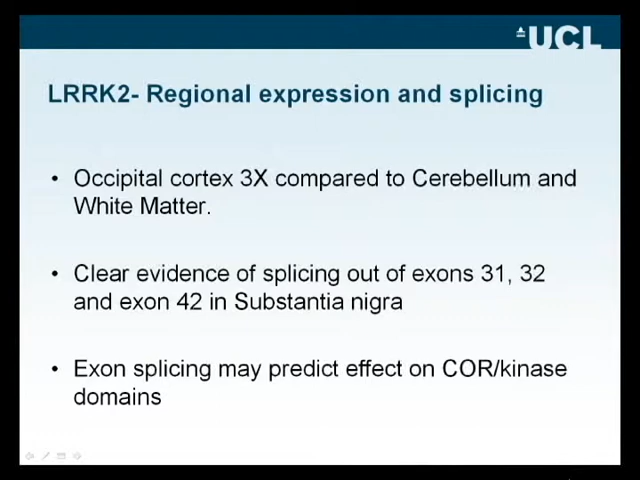 UCL
LRRK2- Regional expression and splicing
• Occipital cortex 3X compared to Cerebellum and
White Matter.
• Clear evidence of splicing out of exons 31, 32
and exon 42 in Substantia nigra
• Exon splicing may predict effect on COR/kinase
domains